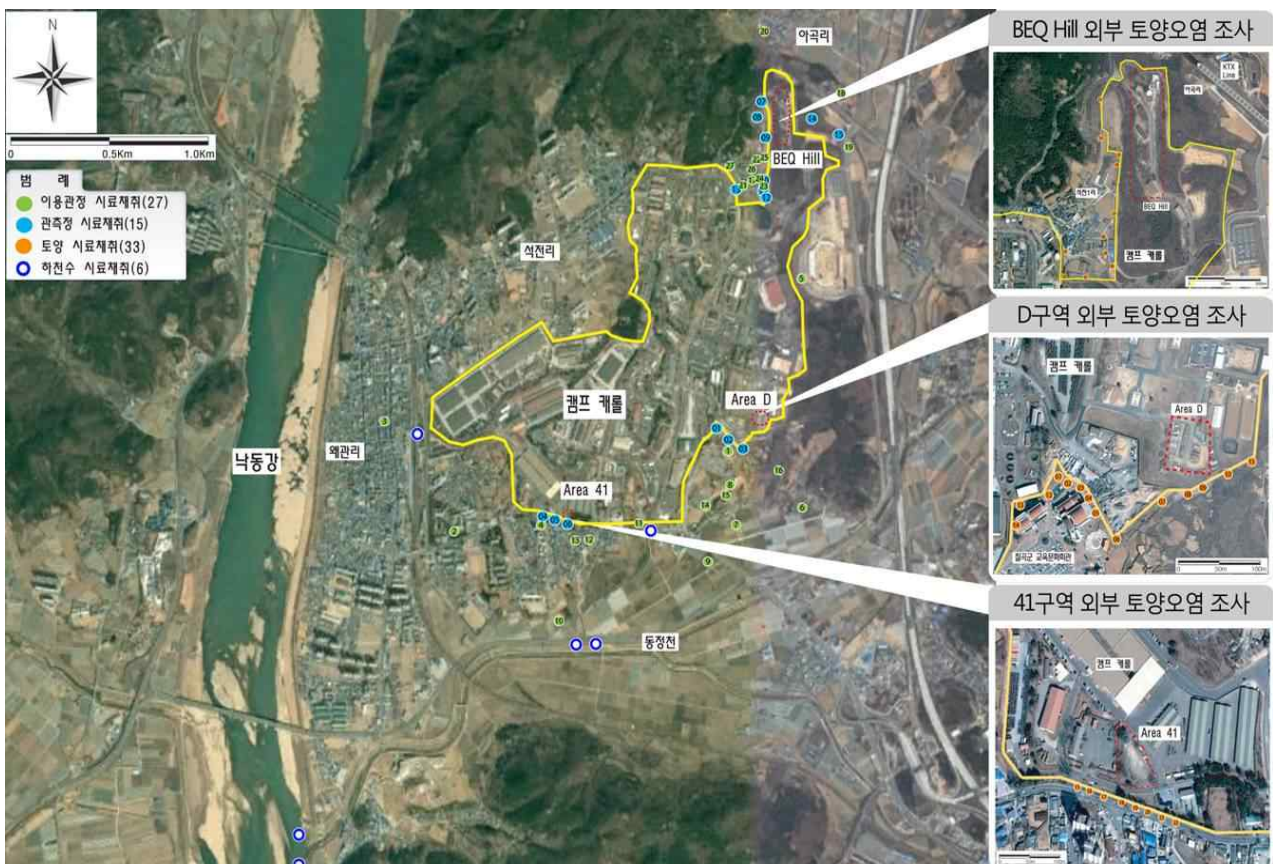 N
0
0.5Km
1.0Km
범 례
이용관정 시료채취(27)
관측정 시료채취(15)
토양 시료채취(33)
하천수 시료채취(6)
아곡리
BEQ Hill
석전리
캠프 캐롤
Area D
낙동강
왜관리
Area 41
동정천
BEQ Hill 외부 토양오염 조사
KTX
Line
아곡리
BEQ Hill
캠프 캐롤
D구역 외부 토양오염 조사
캠프 캐롤
Area D
칠곡군 교육문화회관
0
50m
100m
41구역 외부 토양오염 조사
캠프 캐롤
Area 41